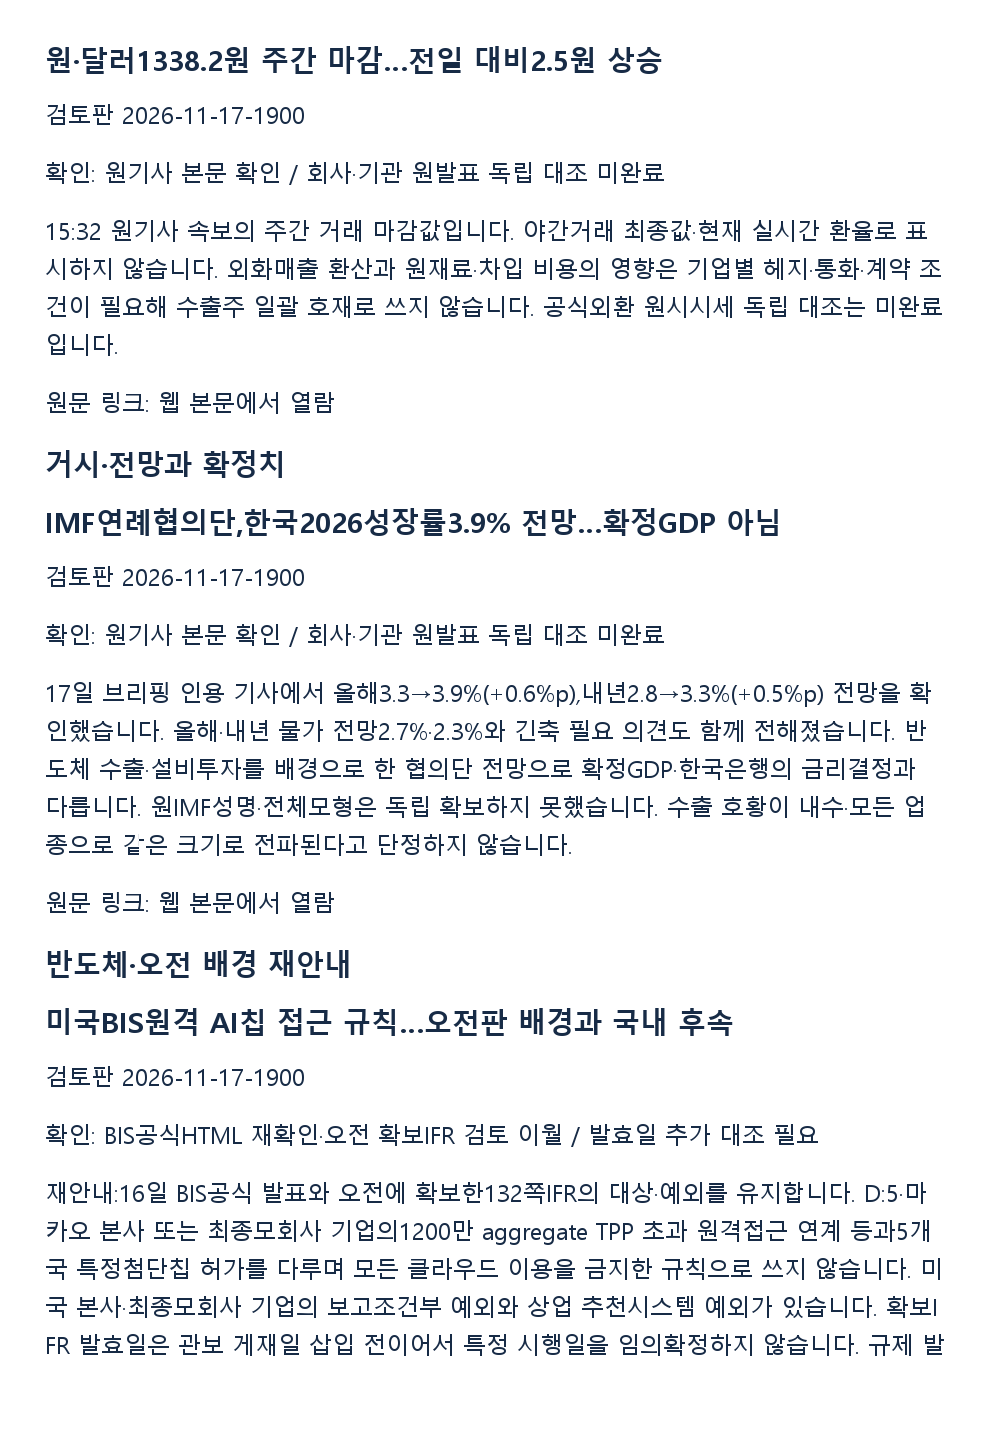 원·달러1338.2원 주간 마감…전일 대비2.5원 상승
검토판 2026-11-17-1900
확인: 원기사 본문 확인 / 회사·기관 원발표 독립 대조 미완료
15:32 원기사 속보의 주간 거래 마감값입니다. 야간거래 최종값·현재 실시간 환율로 표
시하지 않습니다. 외화매출 환산과 원재료·차입 비용의 영향은 기업별 헤지·통화·계약 조
건이 필요해 수출주 일괄 호재로 쓰지 않습니다. 공식외환 원시시세 독립 대조는 미완료
입니다.
원문 링크: 웹 본문에서 열람
거시·전망과 확정치
IMF연례협의단,한국2026성장률3.9% 전망…확정GDP 아님
검토판 2026-11-17-1900
확인: 원기사 본문 확인 / 회사·기관 원발표 독립 대조 미완료
17일 브리핑 인용 기사에서 올해3.3→3.9%(+0.6%p),내년2.8→3.3%(+0.5%p) 전망을 확
인했습니다. 올해·내년 물가 전망2.7%·2.3%와 긴축 필요 의견도 함께 전해졌습니다. 반
도체 수출·설비투자를 배경으로 한 협의단 전망으로 확정GDP·한국은행의 금리결정과
다릅니다. 원IMF성명·전체모형은 독립 확보하지 못했습니다. 수출 호황이 내수·모든 업
종으로 같은 크기로 전파된다고 단정하지 않습니다.
원문 링크: 웹 본문에서 열람
반도체·오전 배경 재안내
미국BIS원격 AI칩 접근 규칙…오전판 배경과 국내 후속
검토판 2026-11-17-1900
확인: BIS공식HTML 재확인·오전 확보IFR 검토 이월 / 발효일 추가 대조 필요
재안내:16일 BIS공식 발표와 오전에 확보한132쪽IFR의 대상·예외를 유지합니다. D:5·마
카오 본사 또는 최종모회사 기업의1200만 aggregate TPP 초과 원격접근 연계 등과5개
국 특정첨단칩 허가를 다루며 모든 클라우드 이용을 금지한 규칙으로 쓰지 않습니다. 미
국 본사·최종모회사 기업의 보고조건부 예외와 상업 추천시스템 예외가 있습니다. 확보I
FR 발효일은 관보 게재일 삽입 전이어서 특정 시행일을 임의확정하지 않습니다. 규제 발